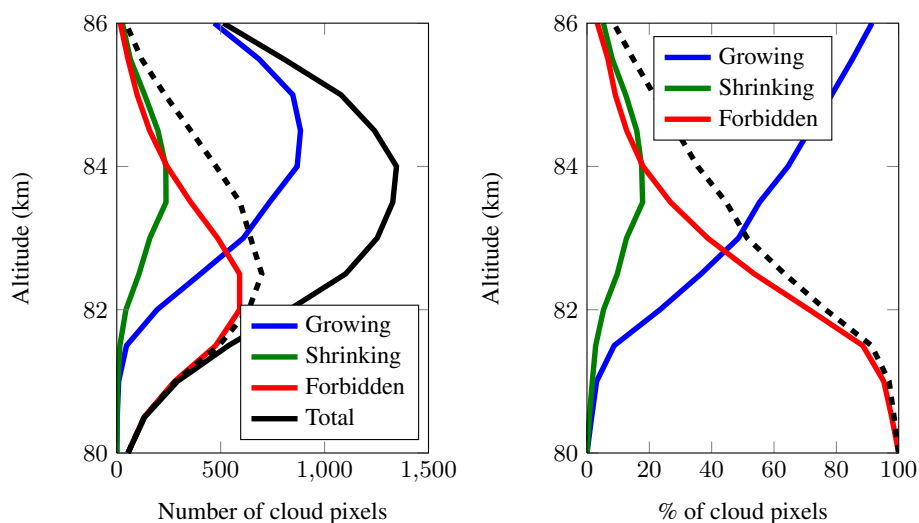 86
84
82
80
Altitude (km)
0
500
1,000
1,500
Number of cloud pixels
Growing
Shrinking
Forbidden
Total
86
84
82
80
Altitude (km)
0
20
40
60
80
100
% of cloud pixels
Growing
Shrinking
Forbidden